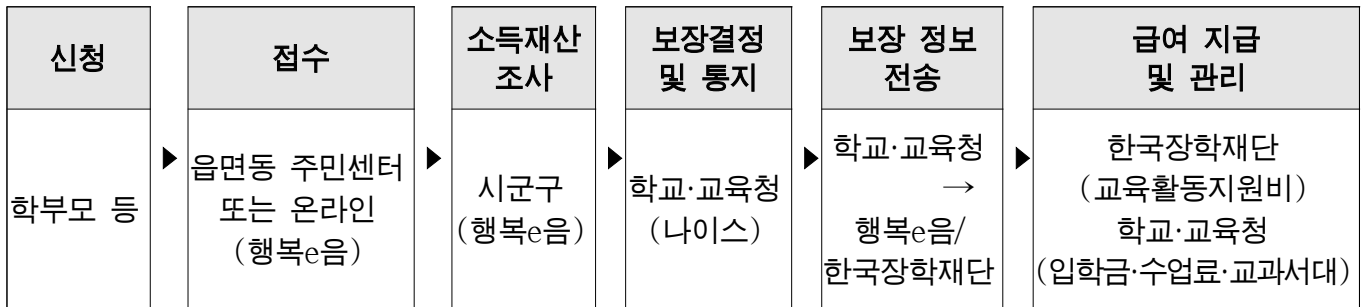 신청
학부모 등
▶
접수
읍면동 주민센터
또는 온라인
(행복e음)
▶
소득재산
조사
시군구
(행복e음)
▶
보장결정
및 통지
학교·교육청
(나이스)
▶
보장 정보
전송
학교·교육청
→
행복e음/
한국장학재단
▶
급여 지급
및 관리
한국장학재단
(교육활동지원비)
학교·교육청
(입학금·수업료·교과서대)